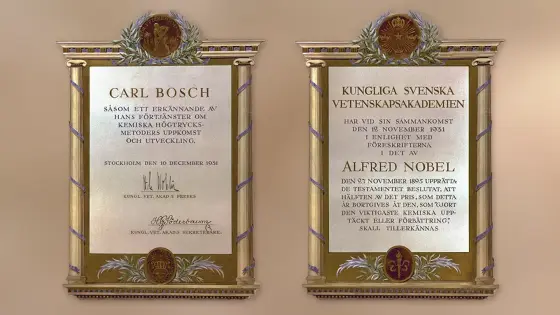 CARL BOSCH
SÅSOM ETT ERKÄNNANDE AV
HANS FÖRTJÄNSTER OM
KEMISKA HÖGTRYCKS-
METODERS UPPKOMST
OCH UTVECKLING.
STOCKHOLM DEN 10 DECEMBER 1931
KUNGL. VET. AKAD:S PRESES
KUNGL. VET. AKAD:S SEKRETERARE.
KUNGLIGA SVENSKA
VETENSKAPSAKADEMIEN
HAR VID SIN SAMMANKOMST
DEN 12 NOVEMBER 1931
I ENLIGHET MED
FÖRESKRIFTERNA
I DET AV
ALFRED NOBEL
DEN 27 NOVEMBER 1895 UPPRÄTTA-
DE TESTAMENTET BESLUTAT, ATT
HÄLFTEN AV DET PRIS, SOM DETTA
ÅR BORTGIVES ÅT DEN, SOM GJORT
DEN VIKTIGASTE KEMISKA UPP-
TÄCKT ELLER FÖRBÄTTRING,
SKALL TILLERKÄNNAS